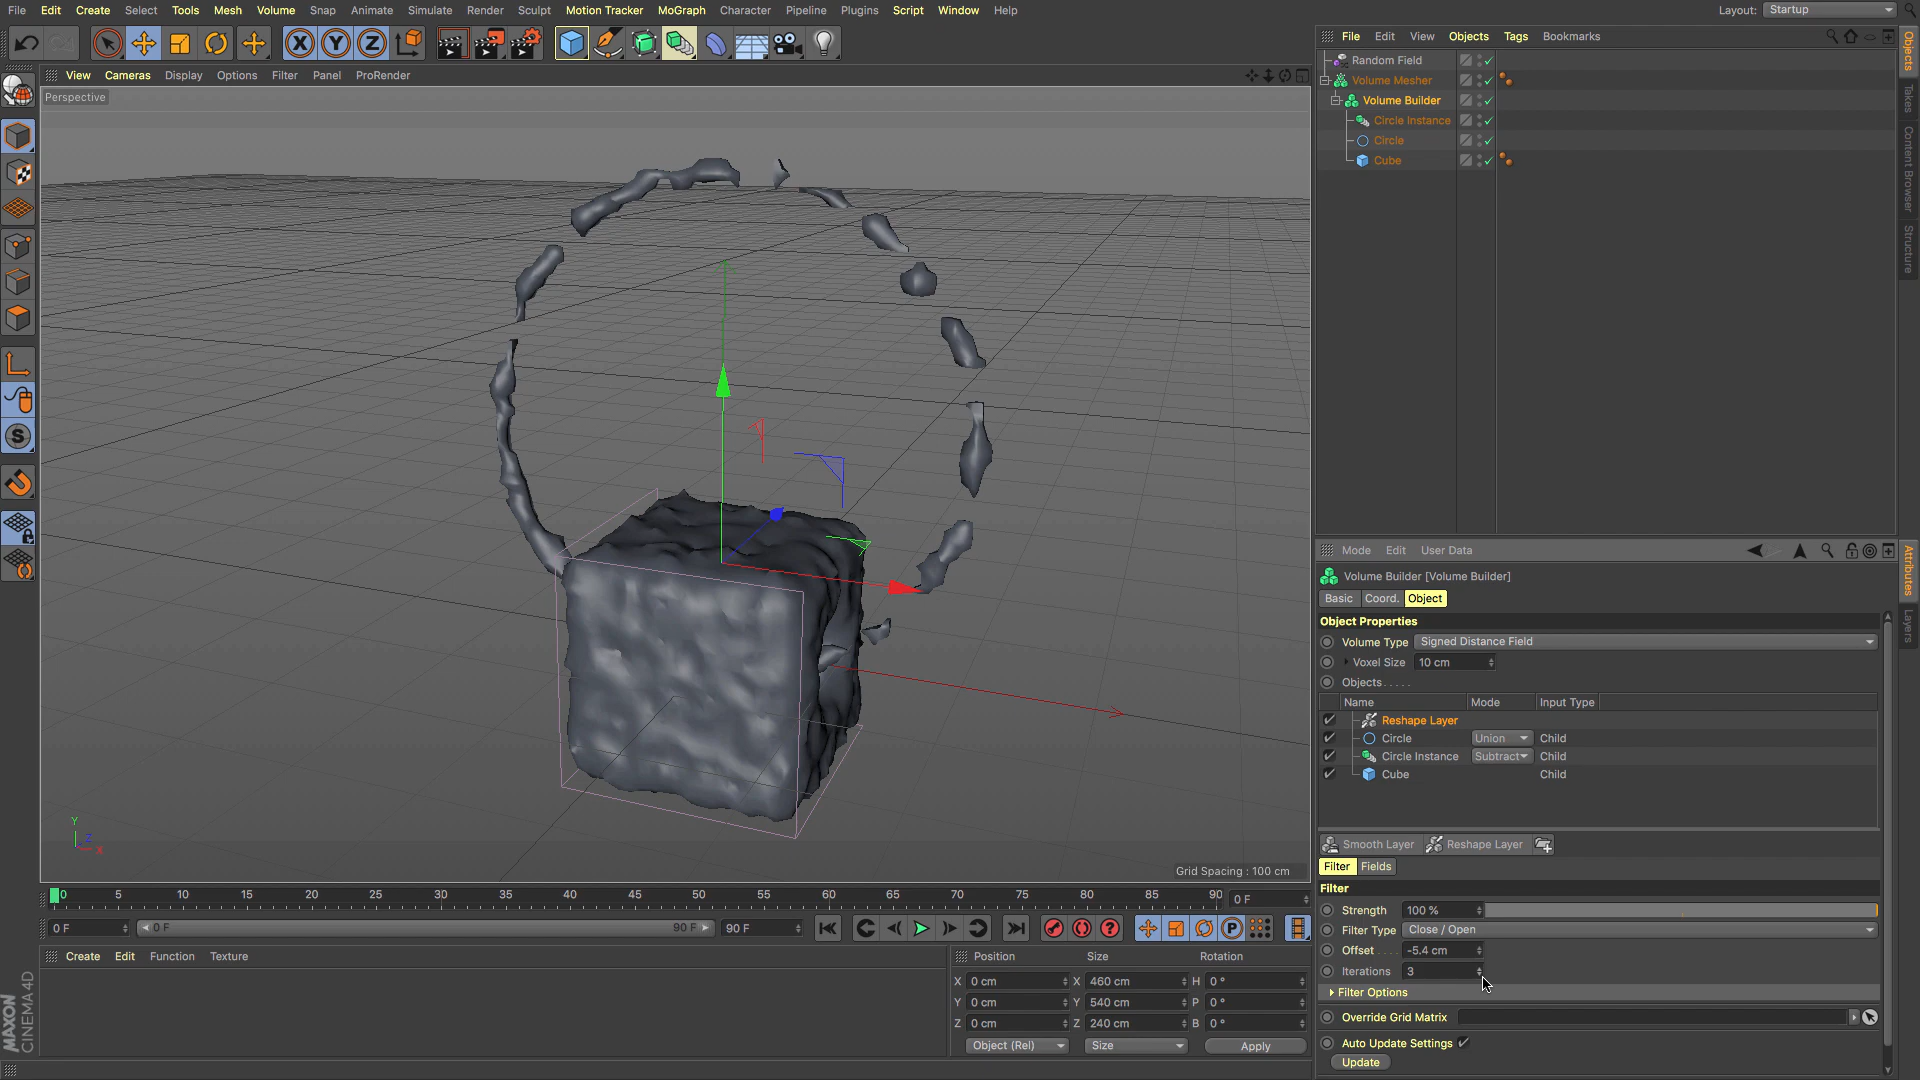 File Edit Create Select Tools Mesh Volume Snap Animate Simulate Render Sculpt Motion Tracker MoGraph Character Pipeline Plugins Script Window Help
Layout: Startup
File Edit View Objects Tags Bookmarks
View Cameras Display Options Filter Panel ProRender
Perspective
Random Field
Volume Mesher
Volume Builder
Circle Instance
Circle
Cube
Objects
Takes
Content Browser
Structure
Y
Z
X
Grid Spacing : 100 cm
Mode Edit User Data
Volume Builder [Volume Builder]
Basic Coord. Object
Object Properties
Volume Type Signed Distance Field
Voxel Size 10 cm
Objects . . . . .
Name Mode Input Type
Reshape Layer
Circle Union Child
Circle Instance Subtract Child
Cube Child
Smooth Layer Reshape Layer
Filter Fields
Filter
Strength 100 %
Filter Type Close / Open
Offset -5.4 cm
Iterations 3
Filter Options
Override Grid Matrix
Auto Update Settings
Update
Attributes
Layers
0 5 10 15 20 25 30 35 40 45 50 55 60 65 70 75 80 85 90 0 F
0 F 0 F 90 F 90 F
Create Edit Function Texture
Position Size Rotation
X 0 cm X 460 cm H 0 °
Y 0 cm Y 540 cm P 0 °
Z 0 cm Z 240 cm B 0 °
Object (Rel) Size Apply
MAXON
CINEMA 4D